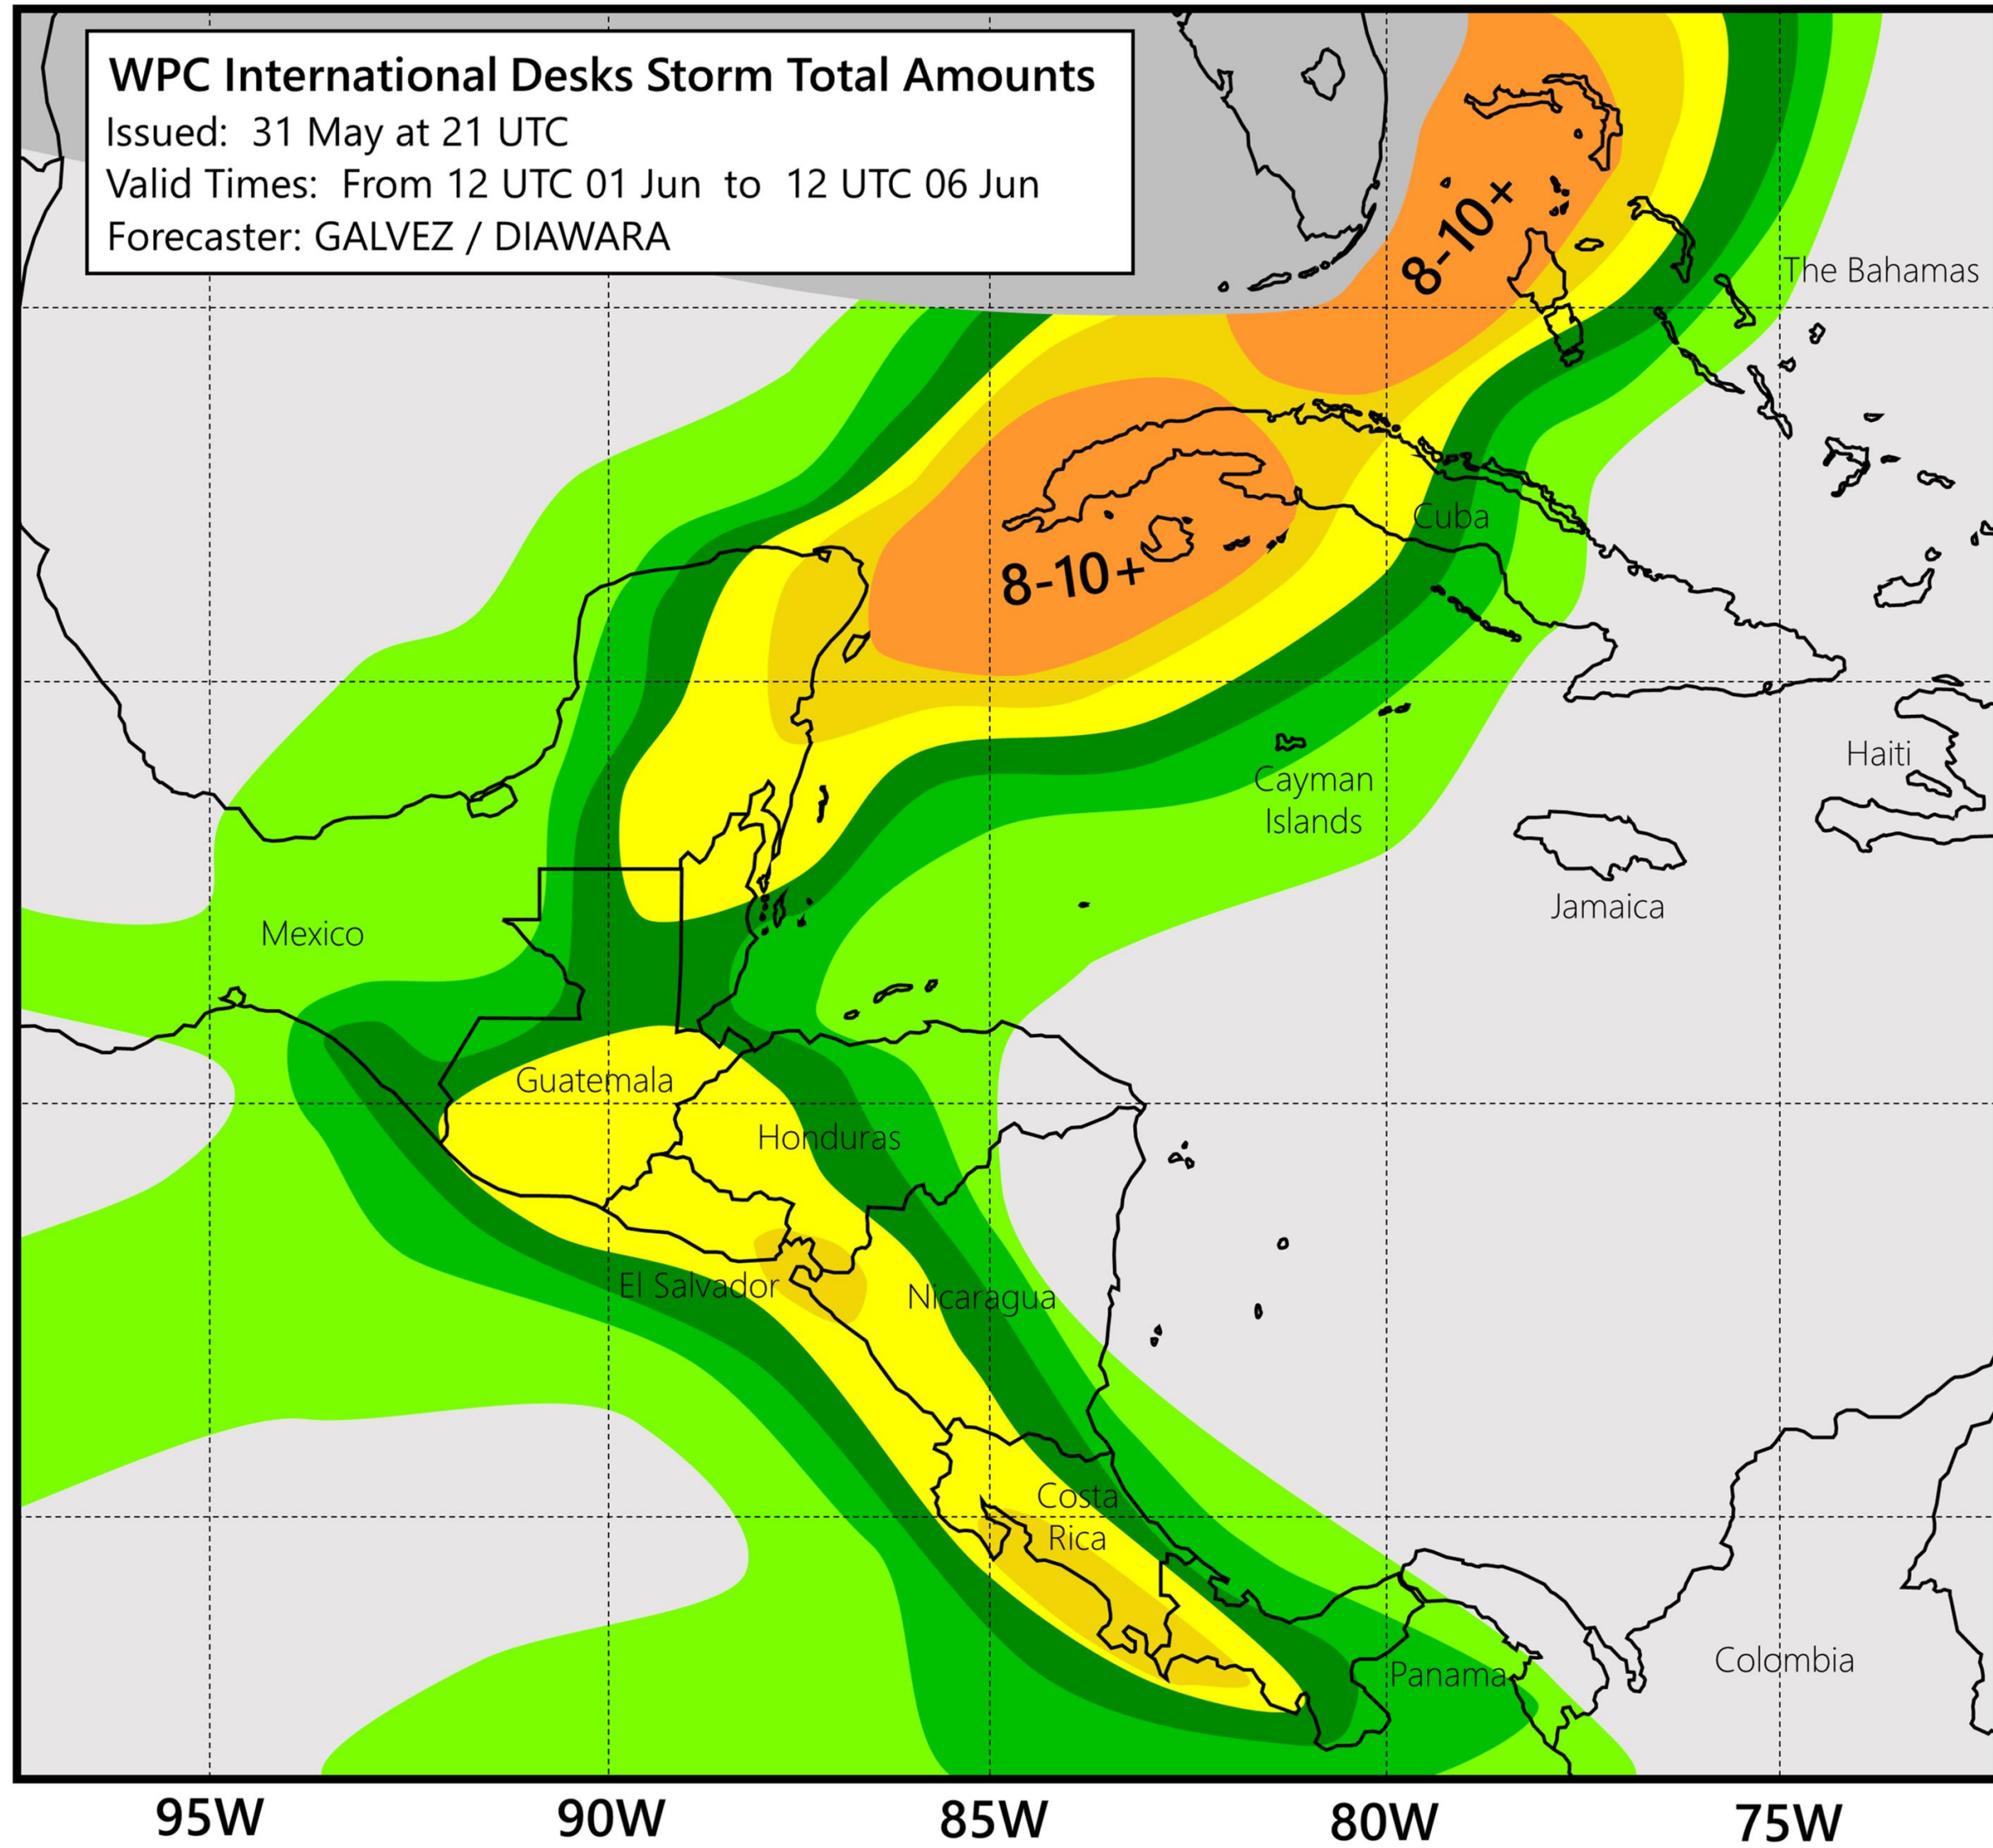 WPC International Desks Storm Total Amounts
Issued: 31 May at 21 UTC
Valid Times: From 12 UTC 01 Jun to 12 UTC 06 Jun
Forecaster: GALVEZ / DIAWARA
8-10+
The Bahamas
Cuba
8-10+
Haiti
Cayman
Islands
Jamaica
Mexico
Guatemala
Honduras
El Salvador
Nicaragua
Costa
Rica
Panama
Colombia
95W 90W 85W 80W 75W